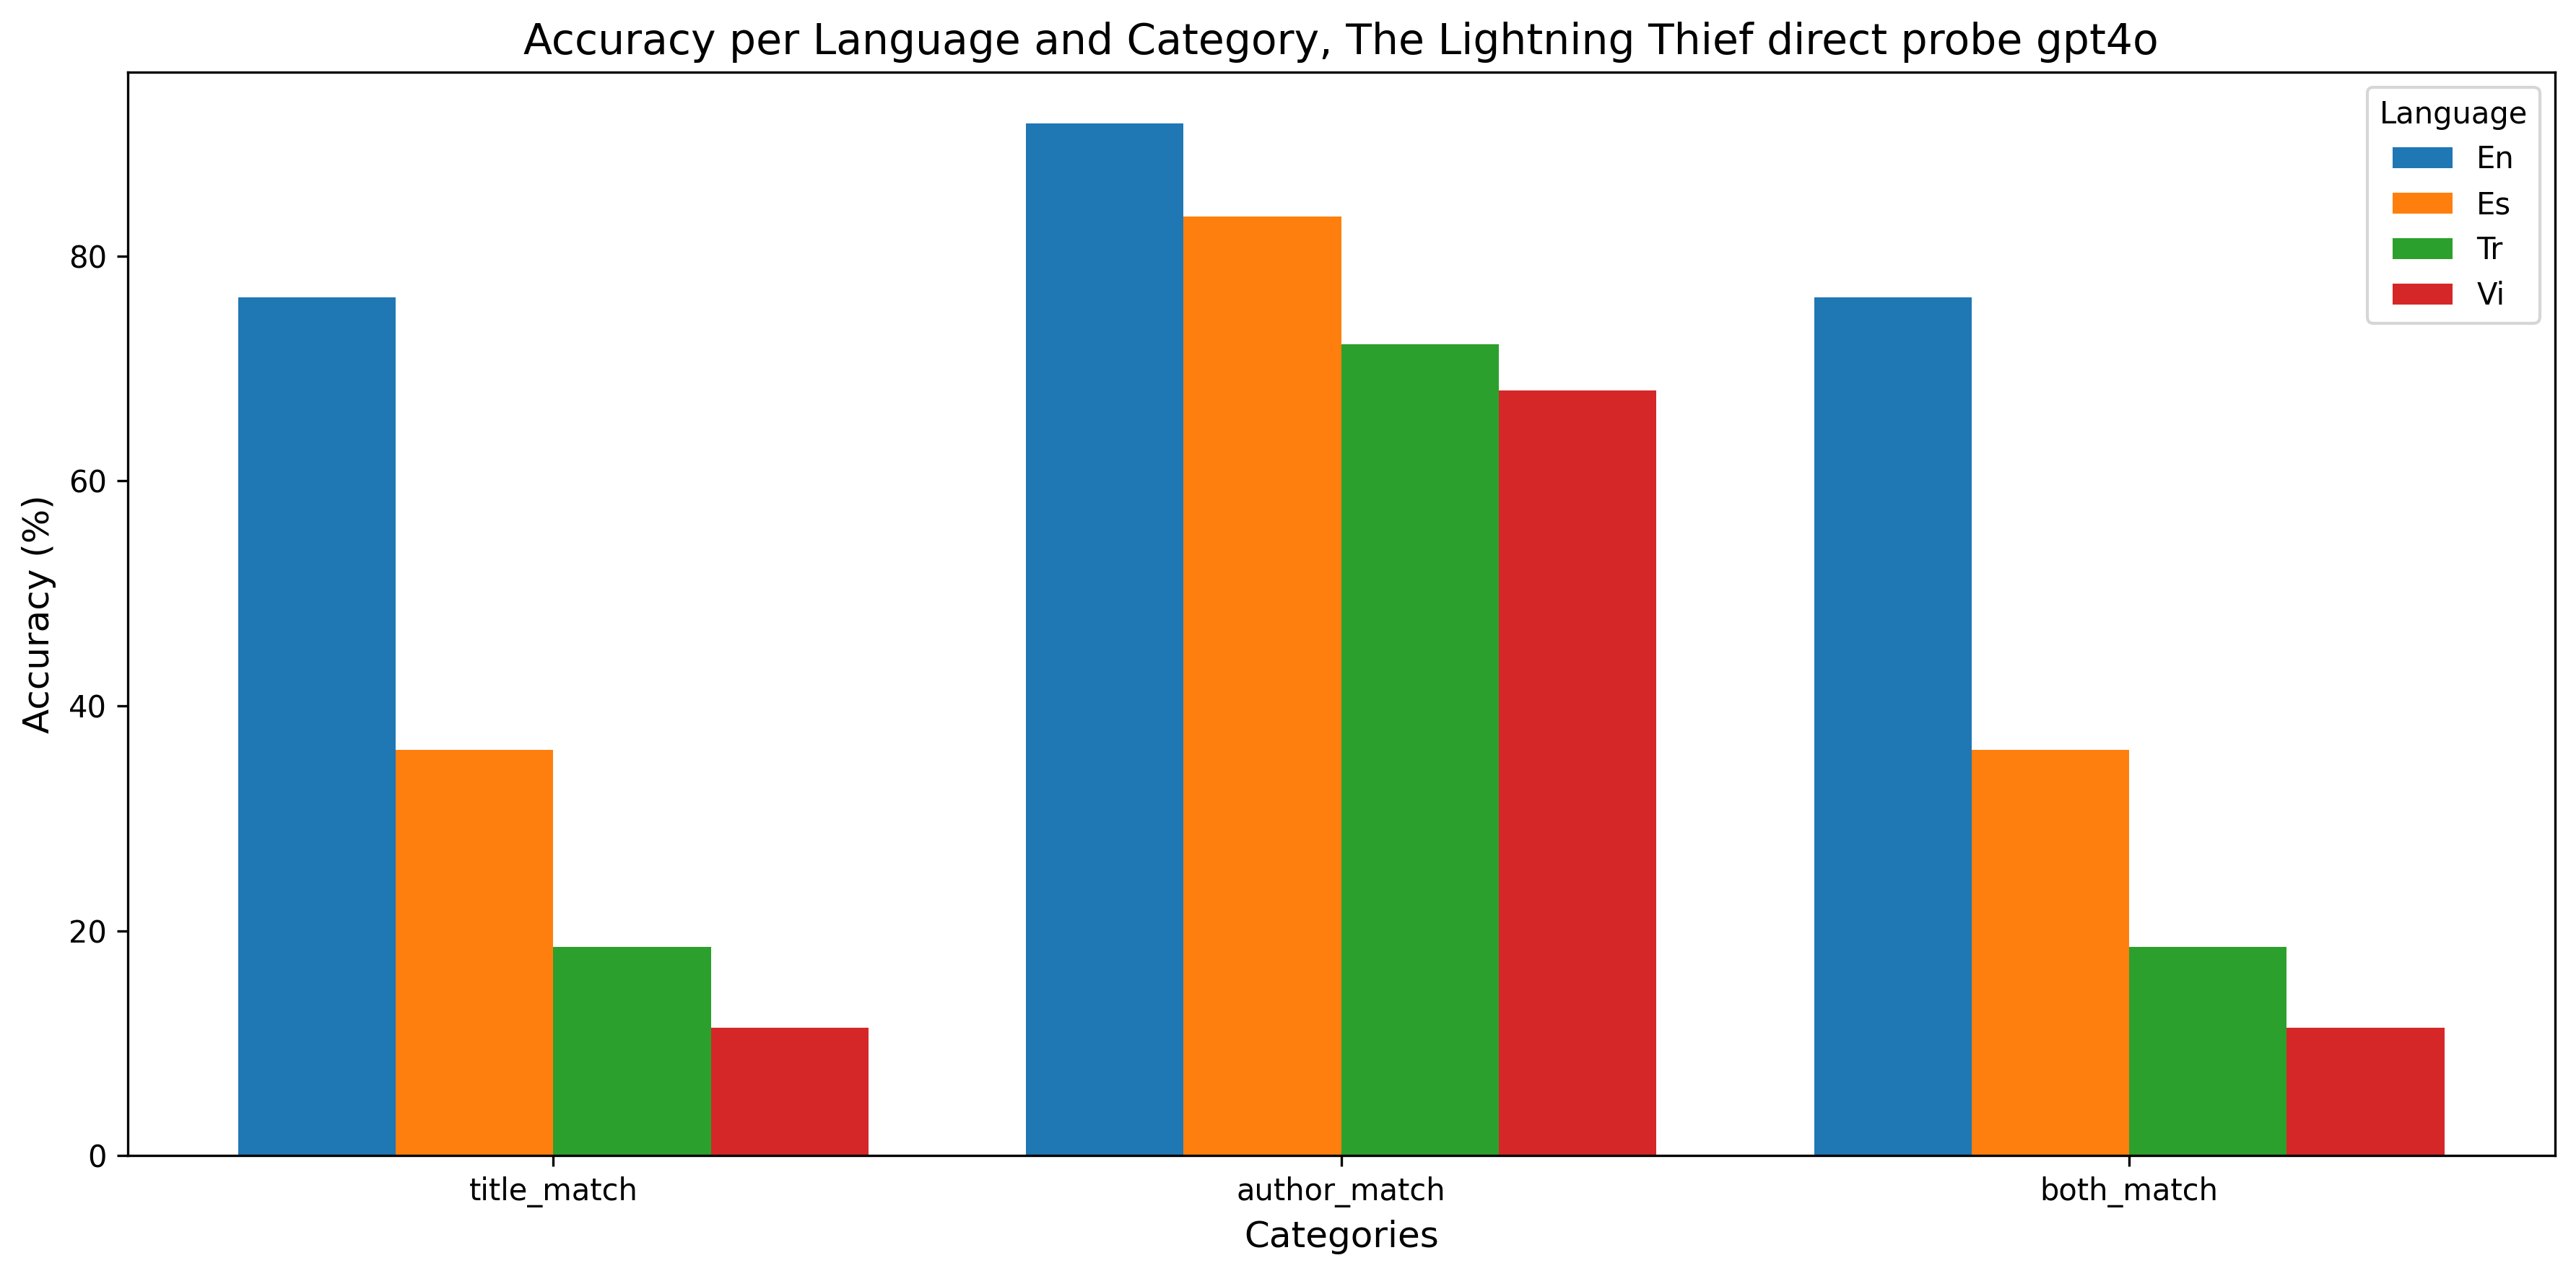 Accuracy per Language and Category, The Lightning Thief direct probe gpt4o
Language
En
Es
Tr
Vi
Accuracy (%)
80
60
40
20
0
title_match
author_match
both_match
Categories